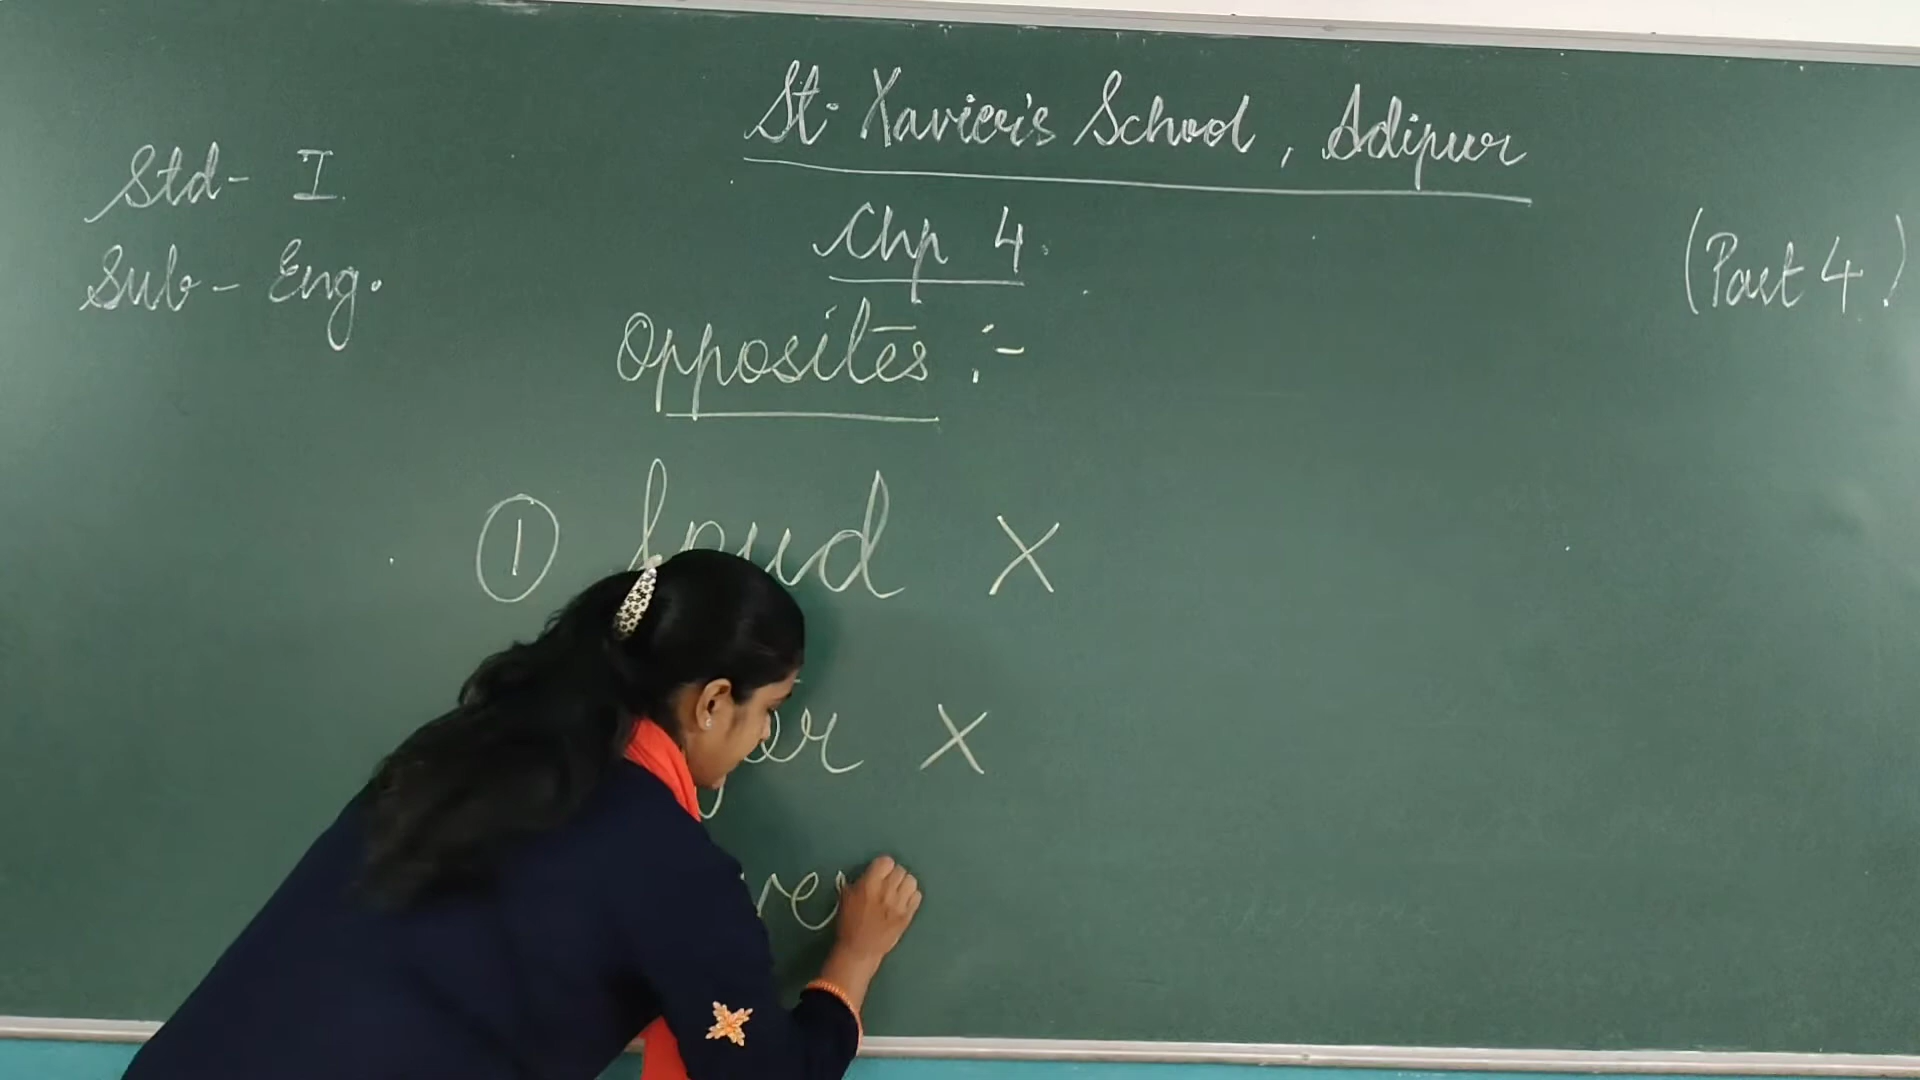 St. Xavier's School, Adipur
Std- I
Chp 4
Sub- Eng.
(Part 4)
Opposites :-
① Loud X
X